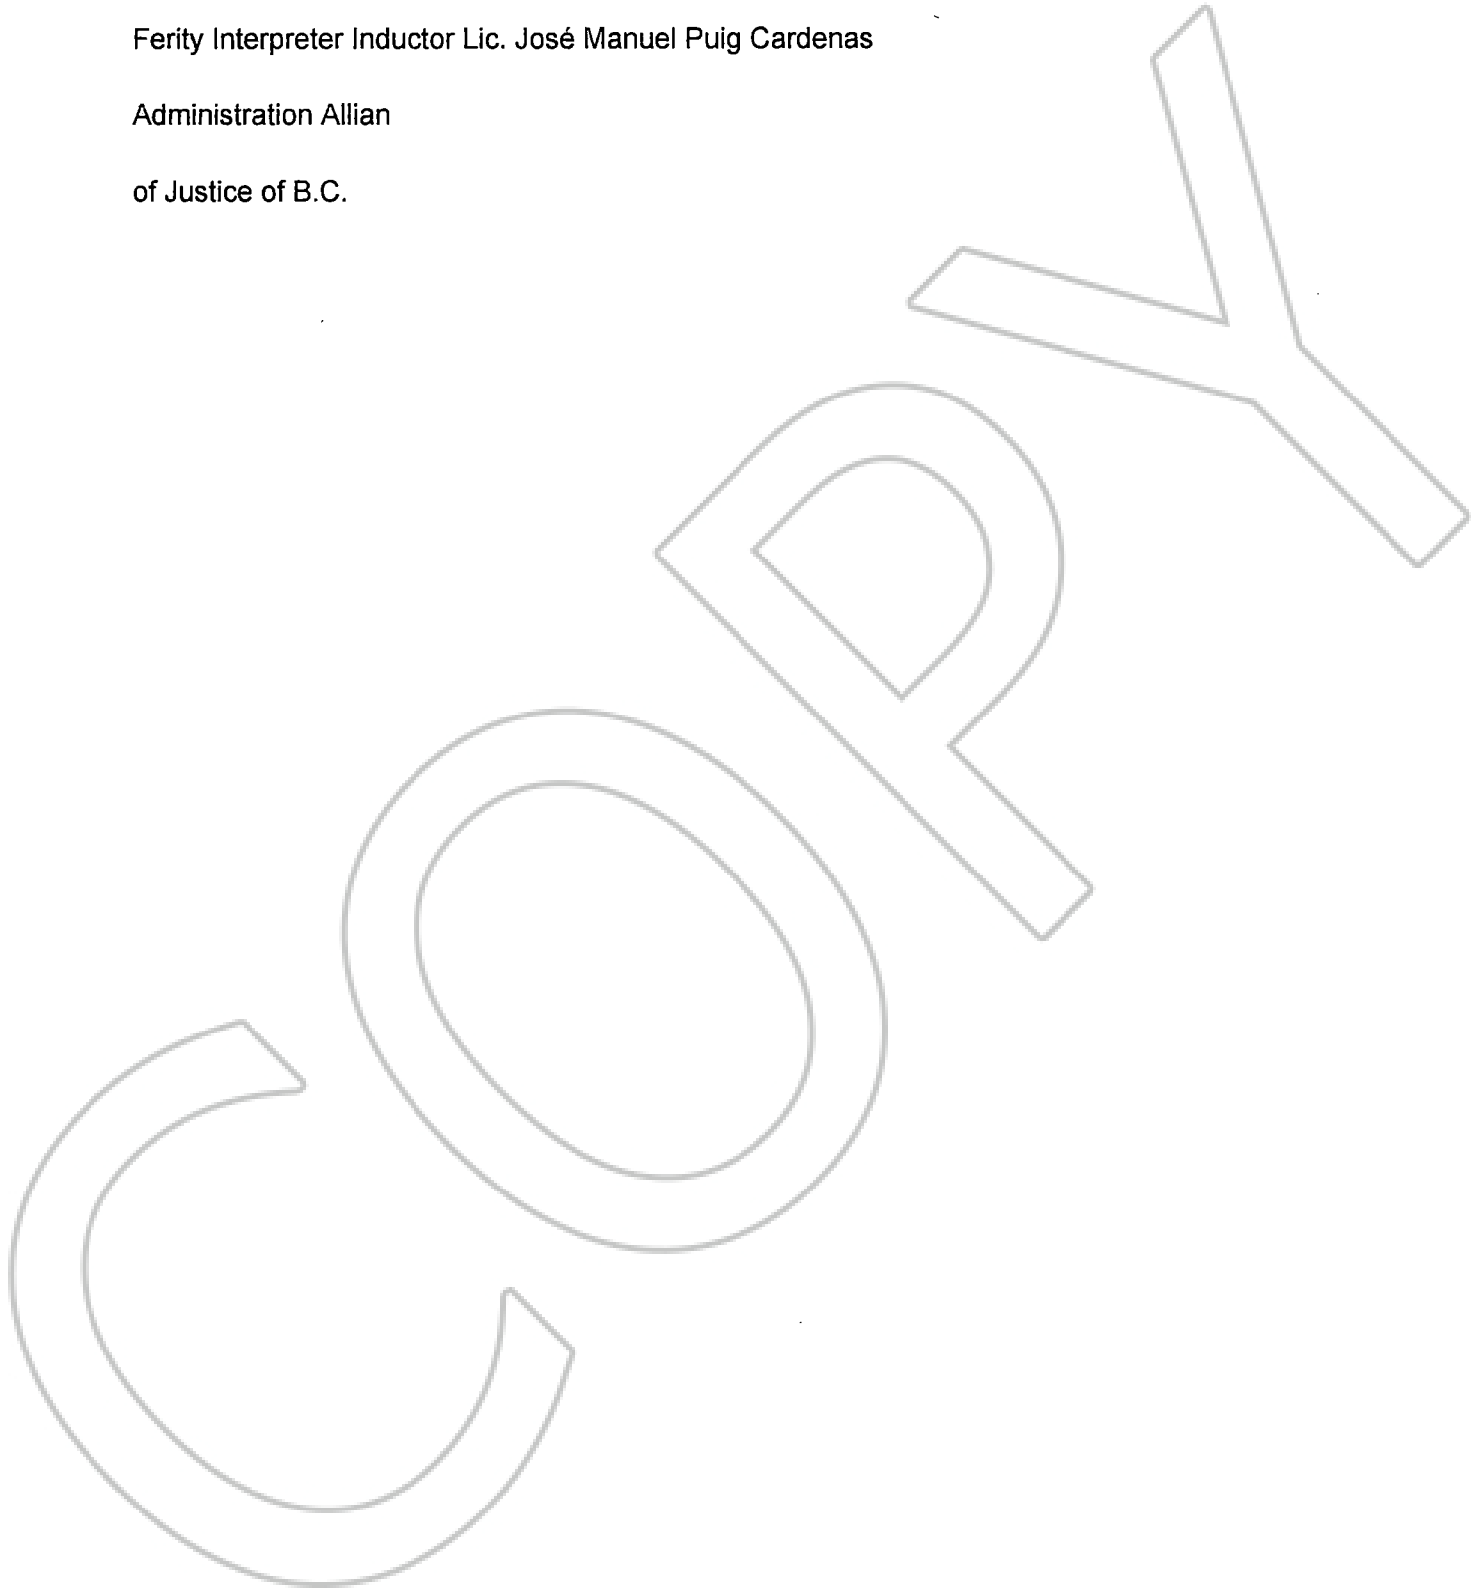 Ferity Interpreter Inductor Lic. José Manuel Puig Cardenas
Administration Allian
of Justice of B.C.
COPY